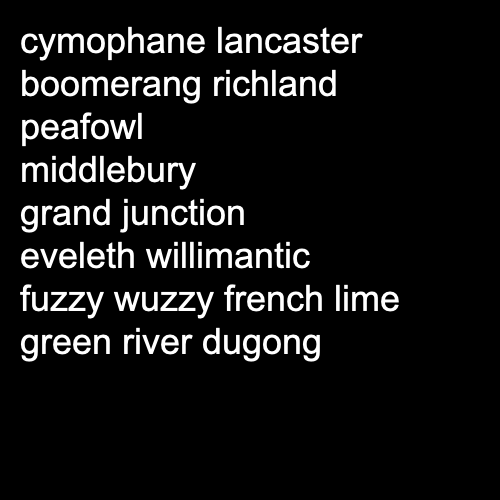 cymophane lancaster
boomerang richland
peafowl
middlebury
grand junction
eveleth willimantic
fuzzy wuzzy french lime
green river dugong